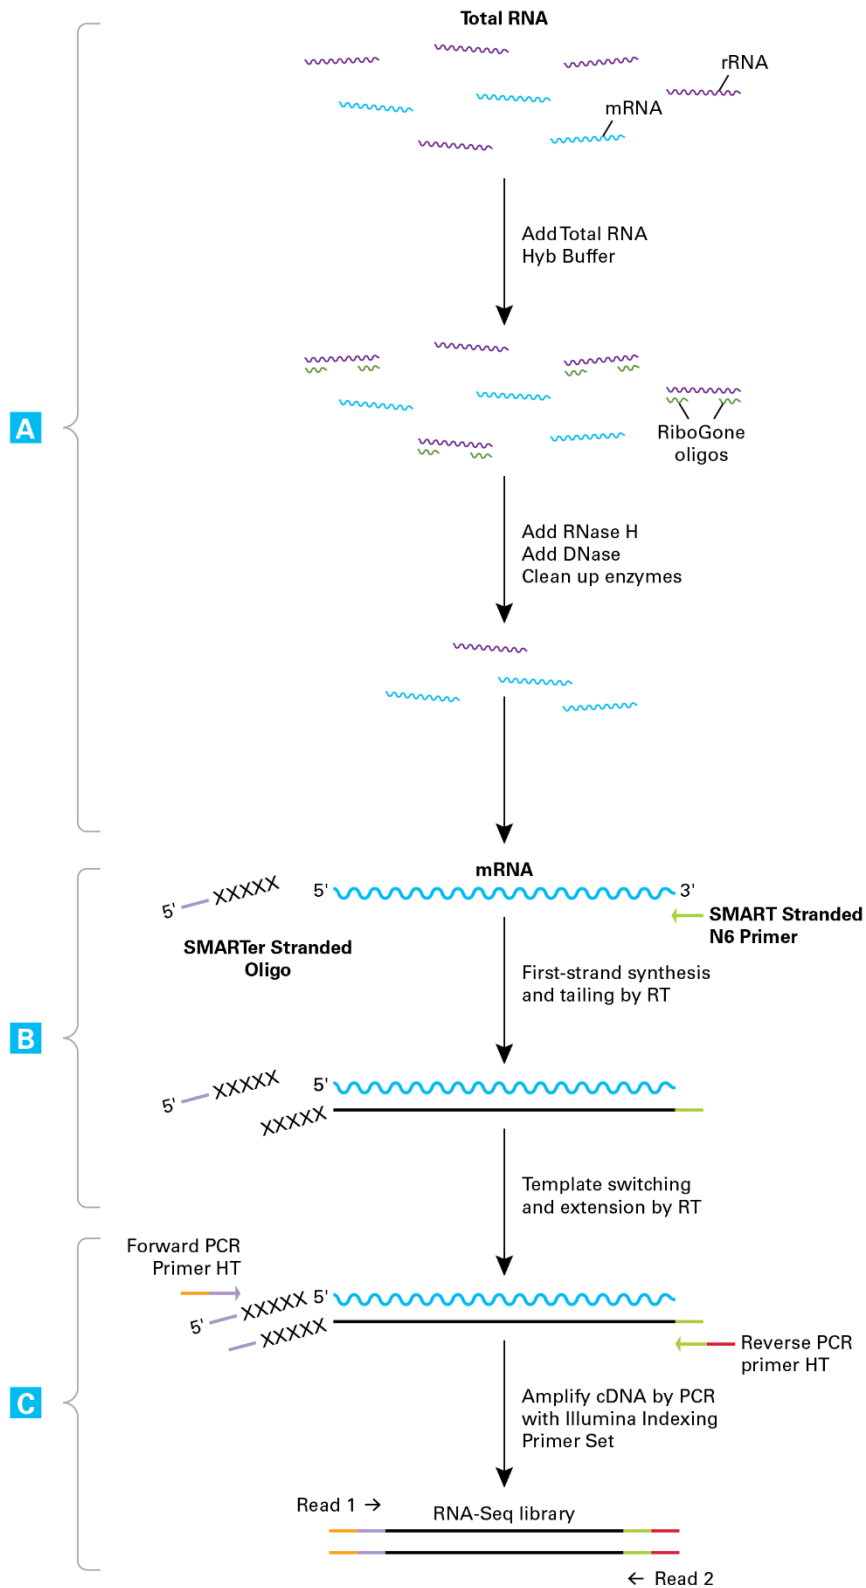 Total RNA
rRNA
mRNA
Add Total RNA
Hyb Buffer
A
RiboGone
oligos
Add RNase H
Add DNase
Clean up enzymes
mRNA
5' XXXXX
5'
3'
SMART Stranded
N6 Primer
SMARTer Stranded
Oligo
First-strand synthesis
and tailing by RT
B
5' XXXXX
5'
XXXXX
Template switching
and extension by RT
Forward PCR
Primer HT
5' XXXXX
5'
XXXXX
Reverse PCR
primer HT
C
Amplify cDNA by PCR
with Illumina Indexing
Primer Set
Read 1 →
RNA-Seq library
← Read 2